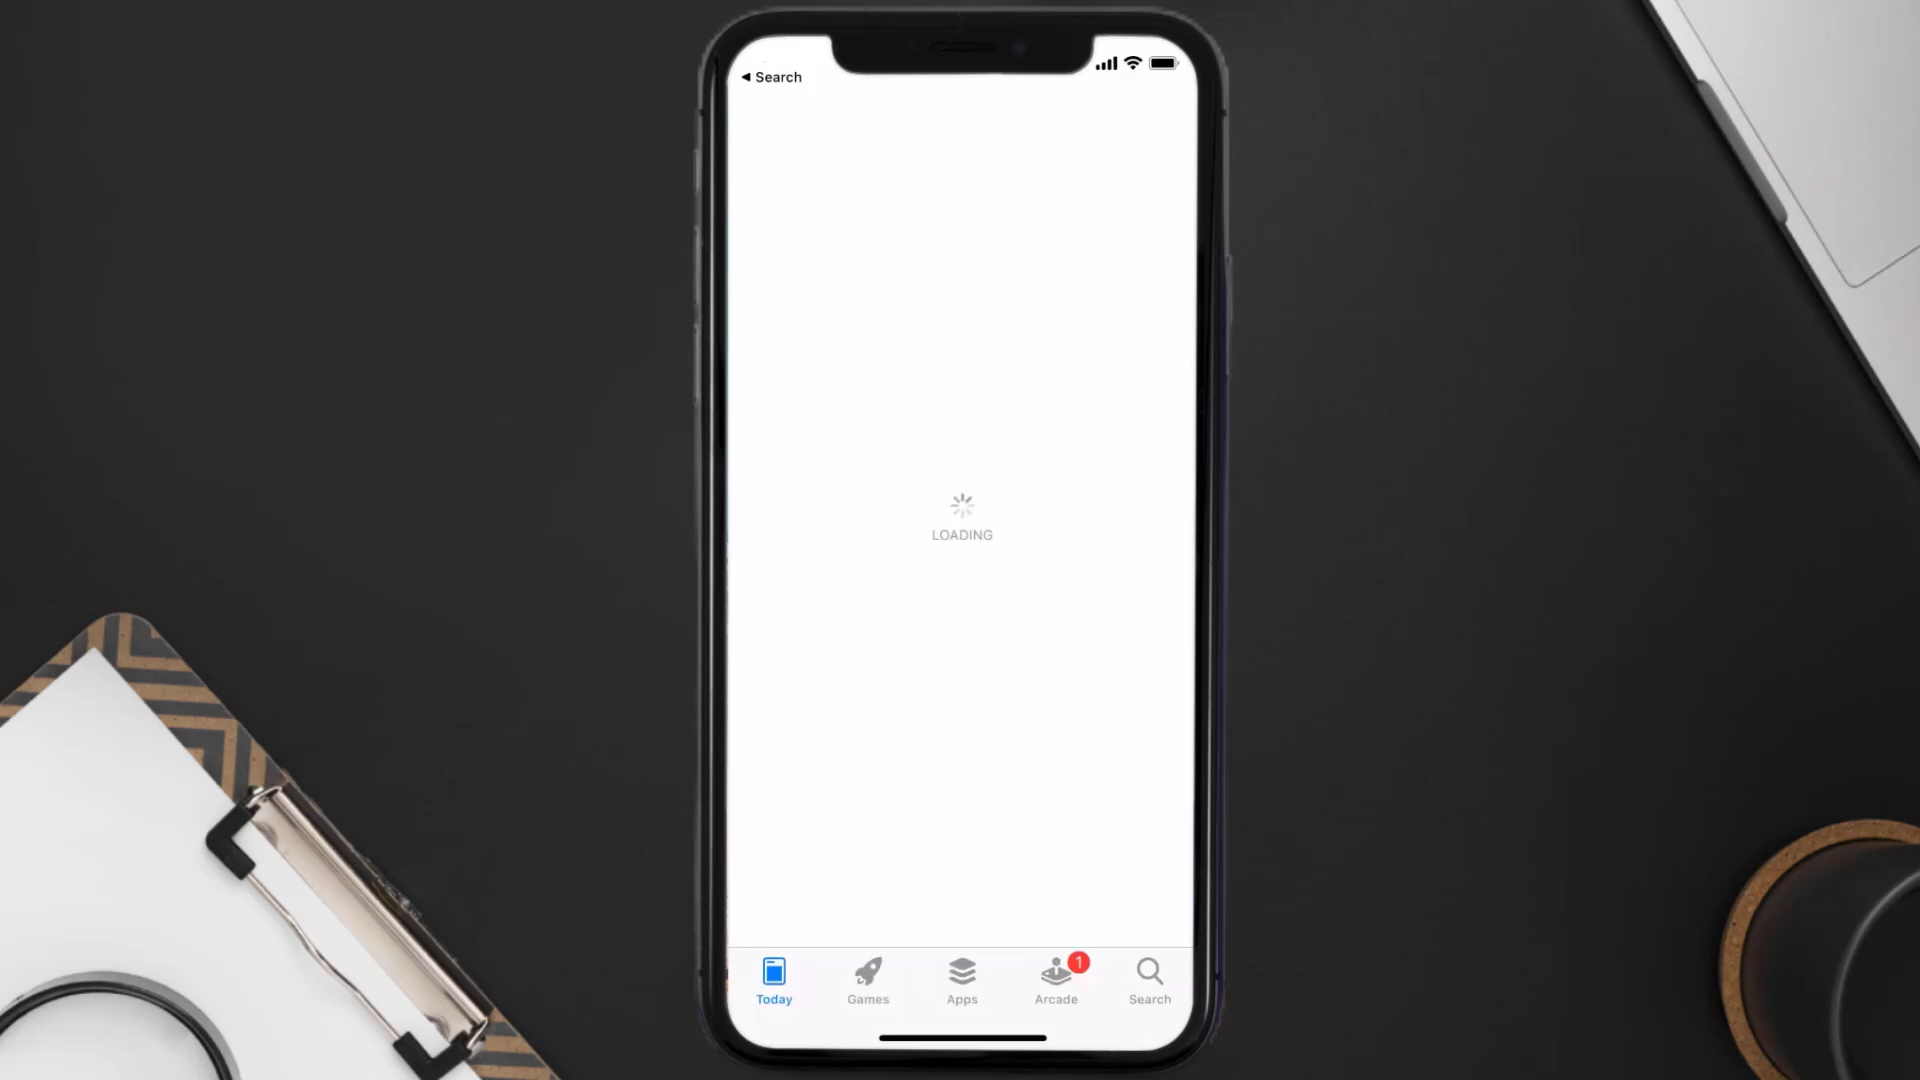 ◀ Search
LOADING
1
Today
Games
Apps
Arcade
Search